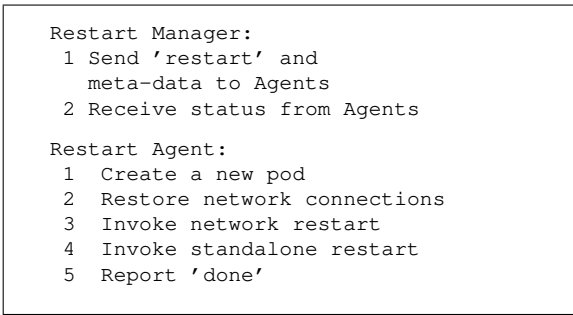 Restart Manager:
1 Send ’restart’ and
meta-data to Agents
2 Receive status from Agents
Restart Agent:
1 Create a new pod
2 Restore network connections
3 Invoke network restart
4 Invoke standalone restart
5 Report ’done’